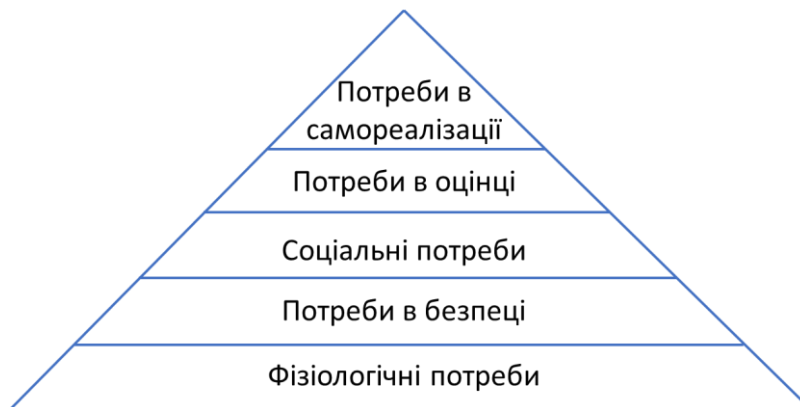 Потреби в
самореалізації
Потреби в оцінці
Соціальні потреби
Потреби в безпеці
Фізіологічні потреби